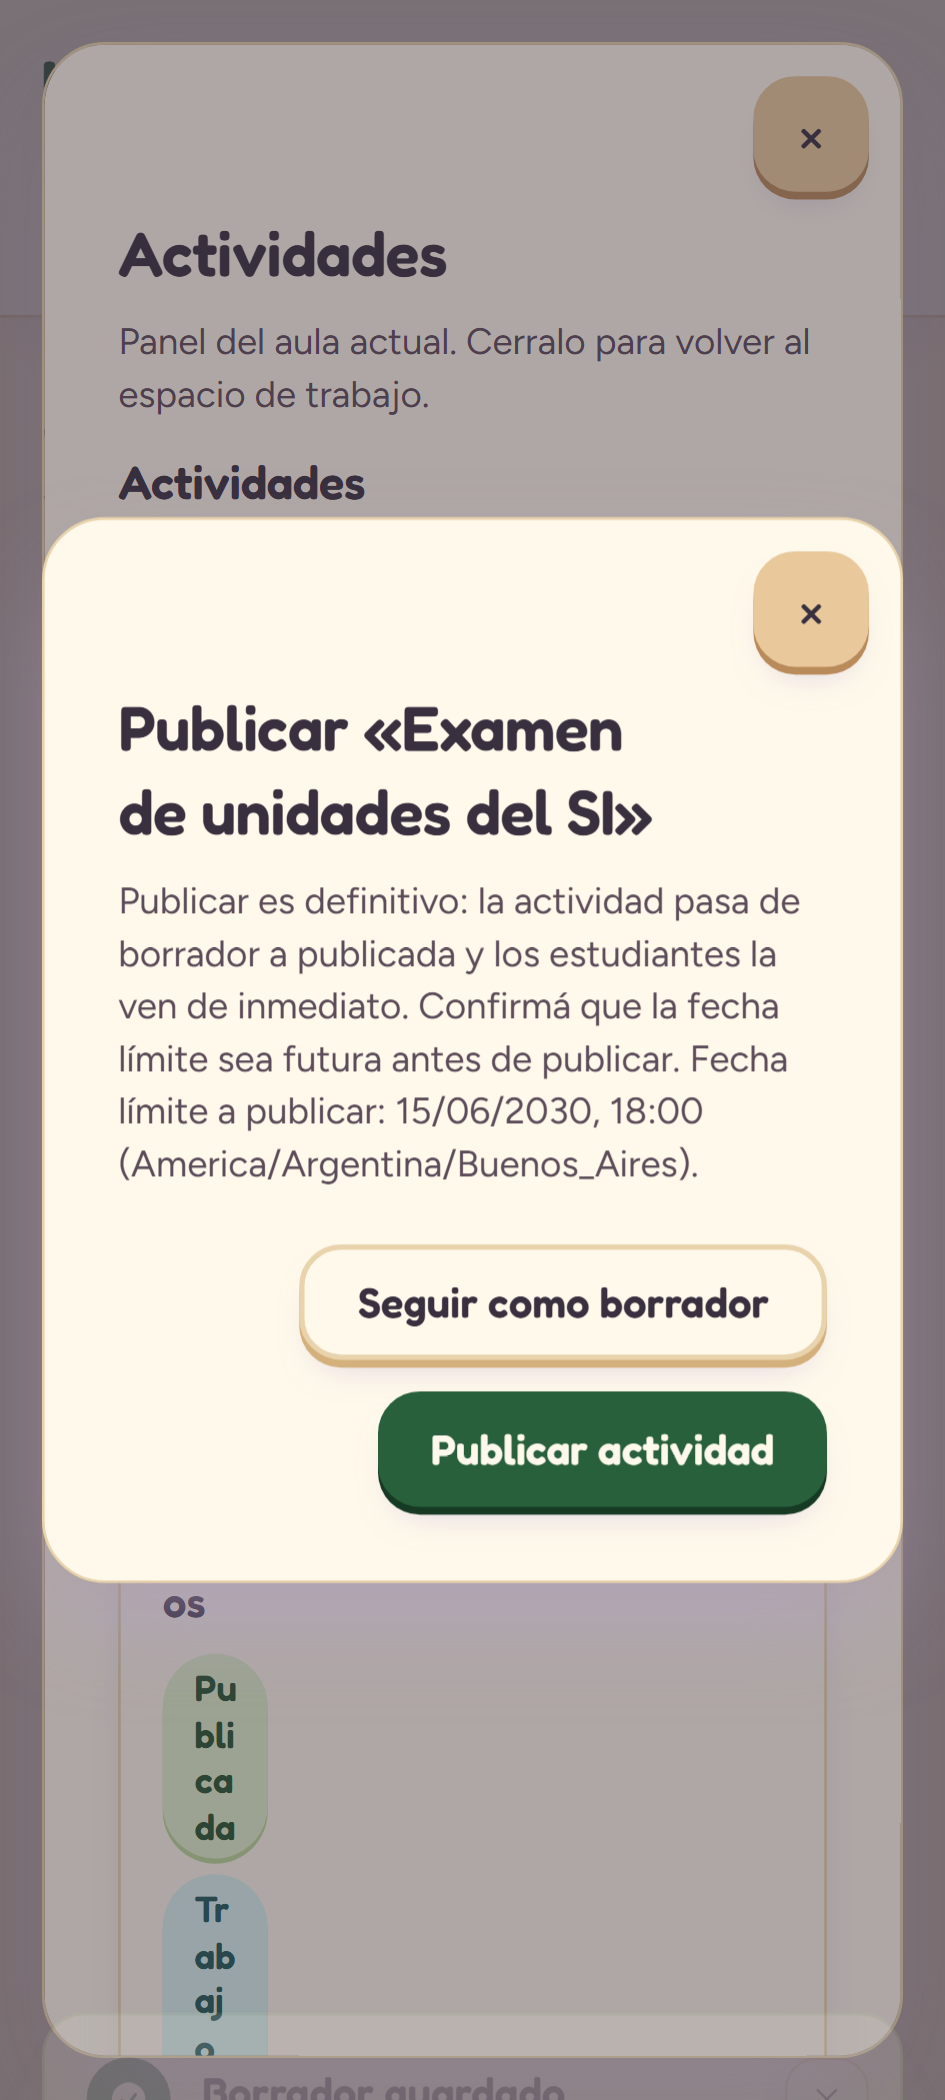 ×
Actividades
Panel del aula actual. Cerralo para volver al
espacio de trabajo.
Actividades
×
Publicar «Examen
de unidades del SI»
Publicar es definitivo: la actividad pasa de
borrador a publicada y los estudiantes la
ven de inmediato. Confirmá que la fecha
límite sea futura antes de publicar. Fecha
límite a publicar: 15/06/2030, 18:00
(America/Argentina/Buenos_Aires).
Seguir como borrador
Publicar actividad
os
Pu
bli
ca
da
Tr
ab
aj
o
Borrador guardado